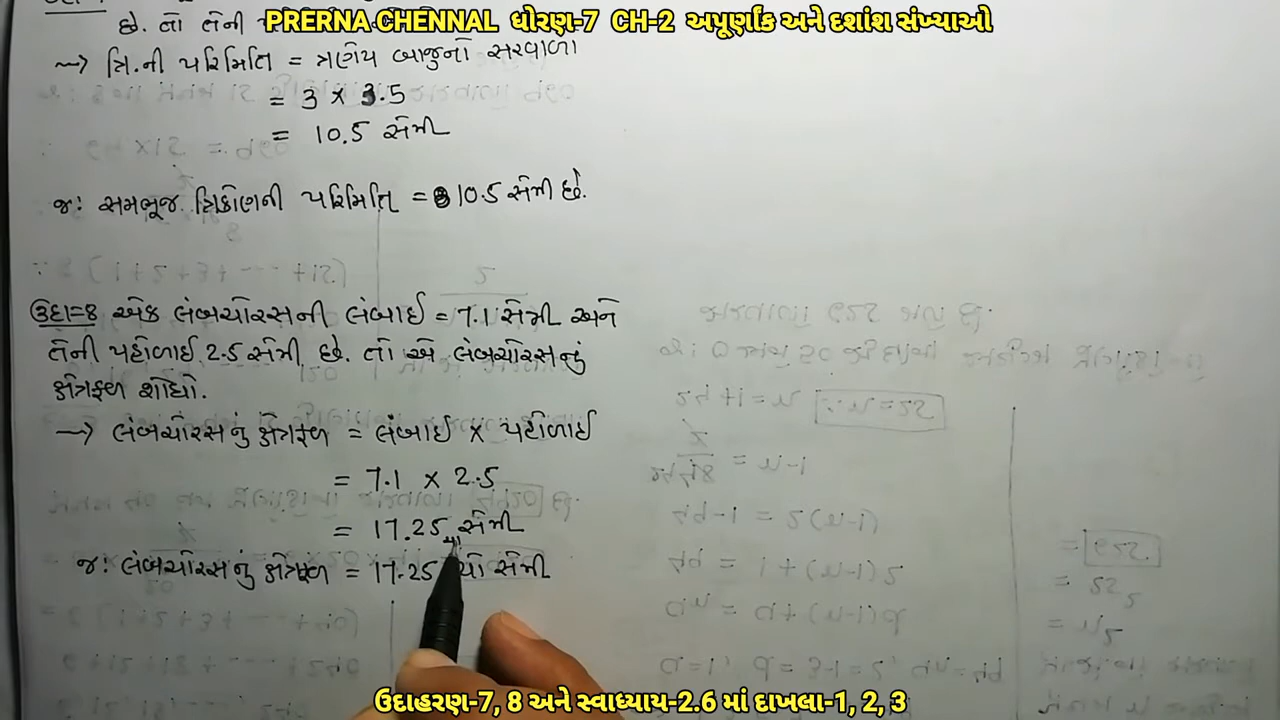 છે. તો તેની
PRERNA CHENNAL ધોરણ-7 CH-2 અપૂર્ણાંક અને દશાંશ સંખ્યાઓ
→ ત્રિ.ની પરિમિતિ = ત્રણેય બાજુનો સરવાળો
= 3 × 3.5
= 10.5 સેમી
જ: સમભૂજ ત્રિકોણની પરિમિતિ = 10.5 સેમી છે.
ઉદા=8 એક લંબચોરસની લંબાઈ = 7.1 સેમી અને
તેની પહોળાઈ 2.5 સેમી છે. તો એ લંબચોરસનું
ક્ષેત્રફળ શોધો.
→ લંબચોરસનું ક્ષેત્રફળ = લંબાઈ × પહોળાઈ
= 7.1 × 2.5
= 17.25 સેમી
જ: લંબચોરસનું ક્ષેત્રફળ = 17.25 ચો સેમી
ઉદાહરણ-7, 8 અને સ્વાધ્યાય-2.6 માં દાખલા-1, 2, 3